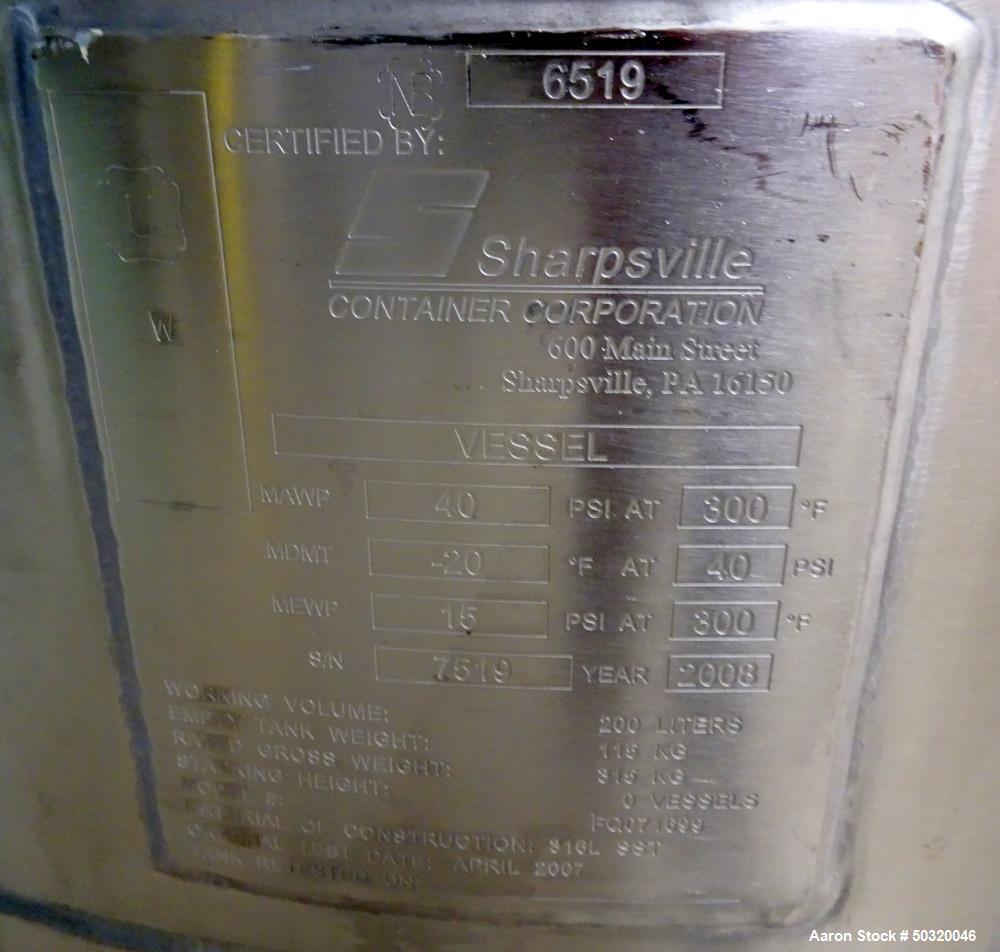 NB 6519
CERTIFIED BY:
U
W
S
Sharpsville
CONTAINER CORPORATION
600 Main Street
Sharpsville, PA 16150
VESSEL
MAWP 40 PSI AT 300 °F
MDMT -20 °F AT 40 PSI
MEWP 15 PSI AT 300 °F
S/N 7519 YEAR 2008
WORKING VOLUME: 200 LITERS
EMPTY TANK WEIGHT: 115 KG
RATED GROSS WEIGHT: 315 KG
STACKING HEIGHT: 0 VESSELS
MODEL #:
MATERIAL OF CONSTRUCTION: 316L SST
ORIGINAL TEST DATE: APRIL 2007
TANK RETESTED ON:
Aaron Stock # 50320046